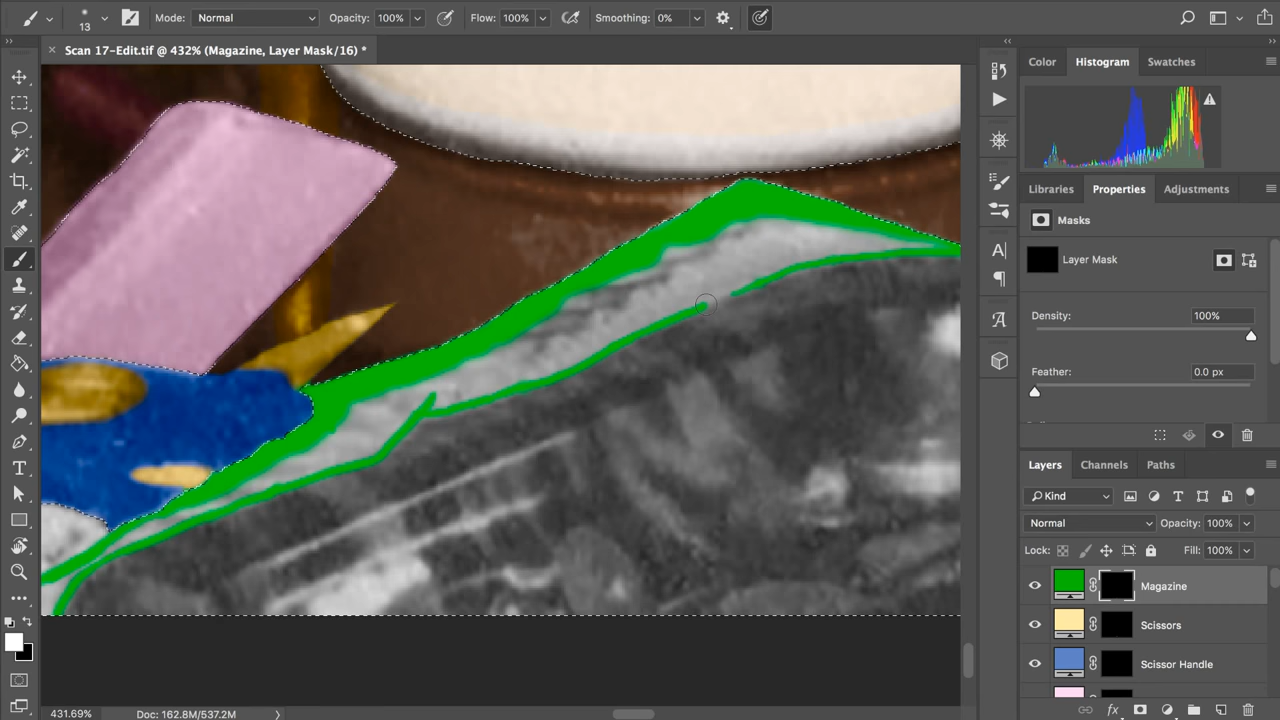 13 Mode: Normal Opacity: 100% Flow: 100% Smoothing: 0%
× Scan 17-Edit.tif @ 432% (Magazine, Layer Mask/16) *
Color Histogram Swatches
Libraries Properties Adjustments
Masks
Layer Mask
Density: 100%
Feather: 0.0 px
Layers Channels Paths
Kind
Normal Opacity: 100%
Lock: Fill: 100%
Magazine
Scissors
Scissor Handle
fx
431.69% Doc: 162.8M/537.2M